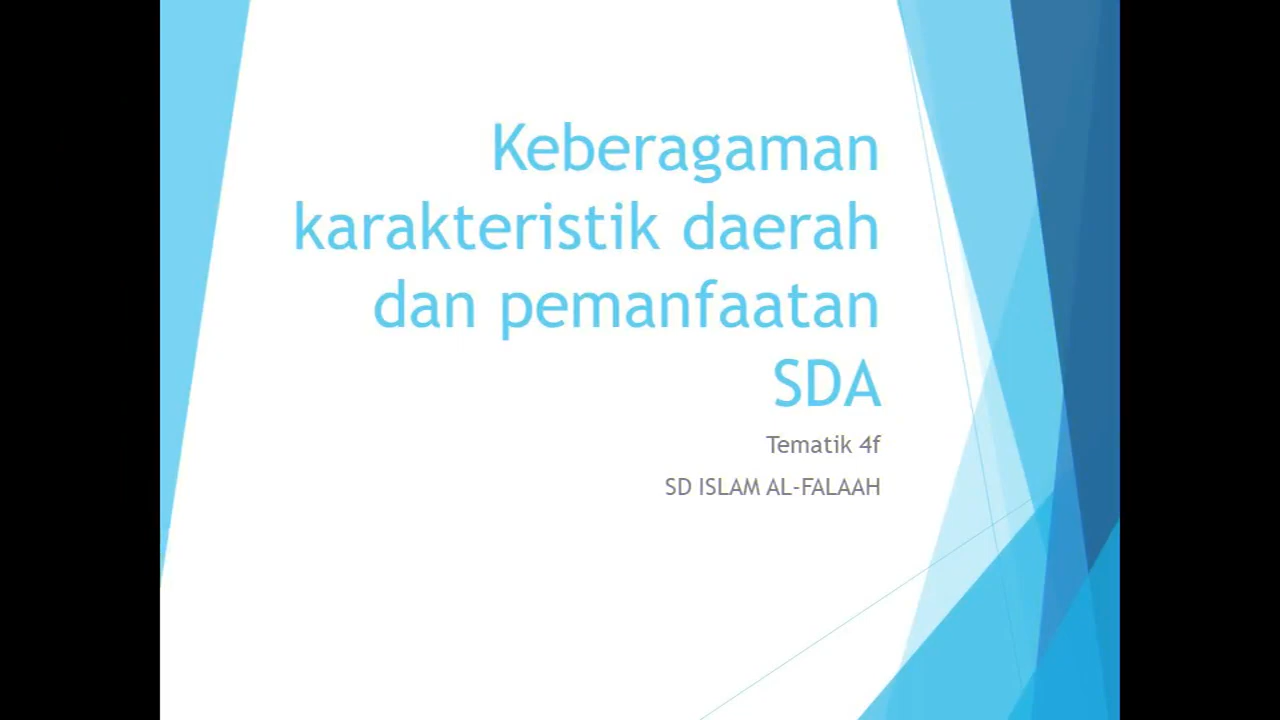 Keberagaman
karakteristik daerah
dan pemanfaatan
SDA
Tematik 4f
SD ISLAM AL-FALAAH